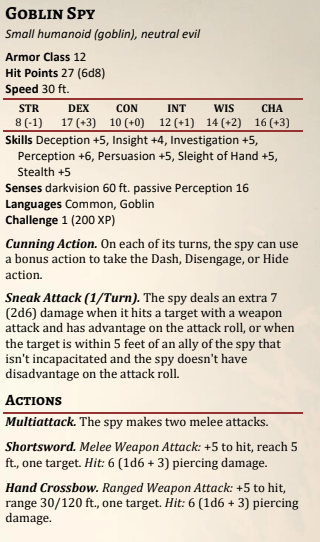 GOBLIN SPY
Small humanoid (goblin), neutral evil
Armor Class 12
Hit Points 27 (6d8)
Speed 30 ft.
STR DEX CON INT WIS CHA
8 (-1) 17 (+3) 10 (+0) 12 (+1) 14 (+2) 16 (+3)
Skills Deception +5, Insight +4, Investigation +5,
Perception +6, Persuasion +5, Sleight of Hand +5,
Stealth +5
Senses darkvision 60 ft. passive Perception 16
Languages Common, Goblin
Challenge 1 (200 XP)
Cunning Action. On each of its turns, the spy can use
a bonus action to take the Dash, Disengage, or Hide
action.
Sneak Attack (1/Turn). The spy deals an extra 7
(2d6) damage when it hits a target with a weapon
attack and has advantage on the attack roll, or when
the target is within 5 feet of an ally of the spy that
isn't incapacitated and the spy doesn't have
disadvantage on the attack roll.
ACTIONS
Multiattack. The spy makes two melee attacks.
Shortsword. Melee Weapon Attack: +5 to hit, reach 5
ft., one target. Hit: 6 (1d6 + 3) piercing damage.
Hand Crossbow. Ranged Weapon Attack: +5 to hit,
range 30/120 ft., one target. Hit: 6 (1d6 + 3) piercing
damage.